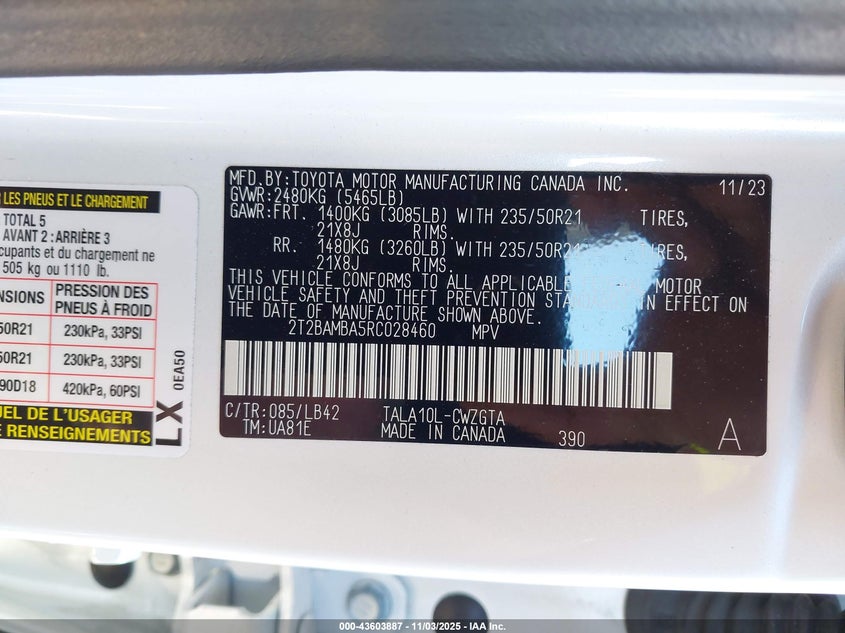 R LES PNEUS ET LE CHARGEMENT
TOTAL 5
AVANT 2 : ARRIÈRE 3
cupants et du chargement ne
505 kg ou 1110 lb.
ENSIONS PRESSION DES PNEUS À FROID
50R21 230kPa, 33PSI
50R21 230kPa, 33PSI
90D18 420kPa, 60PSI
UEL DE L'USAGER
E RENSEIGNEMENTS
LX
0EA50
MFD.BY:TOYOTA MOTOR MANUFACTURING CANADA INC. 11/23
GVWR:2480KG (5465LB)
GAWR:FRT. 1400KG (3085LB) WITH 235/50R21 TIRES,
21X8J RIMS.
RR. 1480KG (3260LB) WITH 235/50R21 TIRES,
21X8J RIMS.
THIS VEHICLE CONFORMS TO ALL APPLICABLE MOTOR
VEHICLE SAFETY AND THEFT PREVENTION STANDARDS IN EFFECT ON
THE DATE OF MANUFACTURE SHOWN ABOVE.
2T2BAMBA5RC028460 MPV
C/TR:085/LB42 TALA10L-CWZGTA
TM:UA81E MADE IN CANADA 390 A
000-43603887 - 11/03/2025 - IAA Inc.